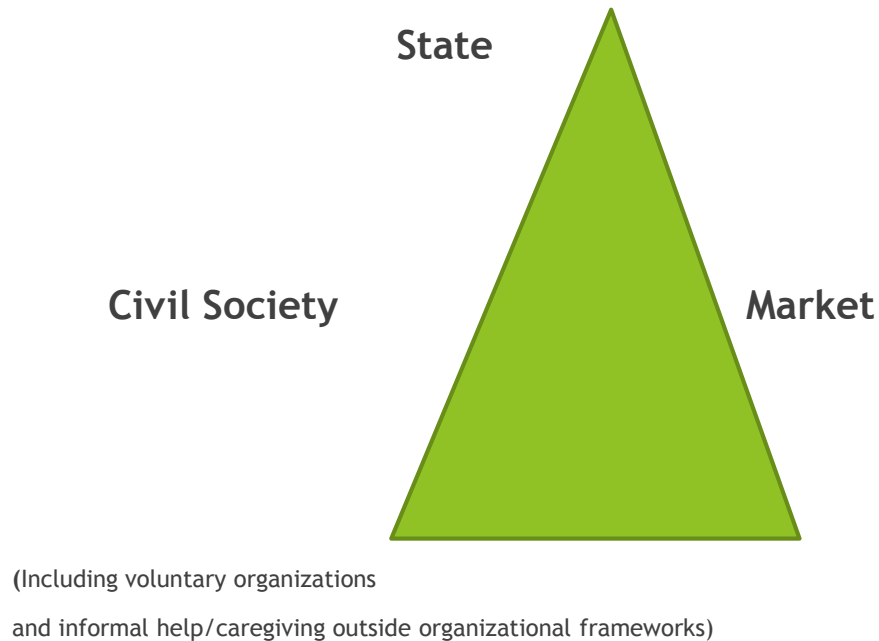 State
Civil Society
Market
(Including voluntary organizations
and informal help/caregiving outside organizational frameworks)